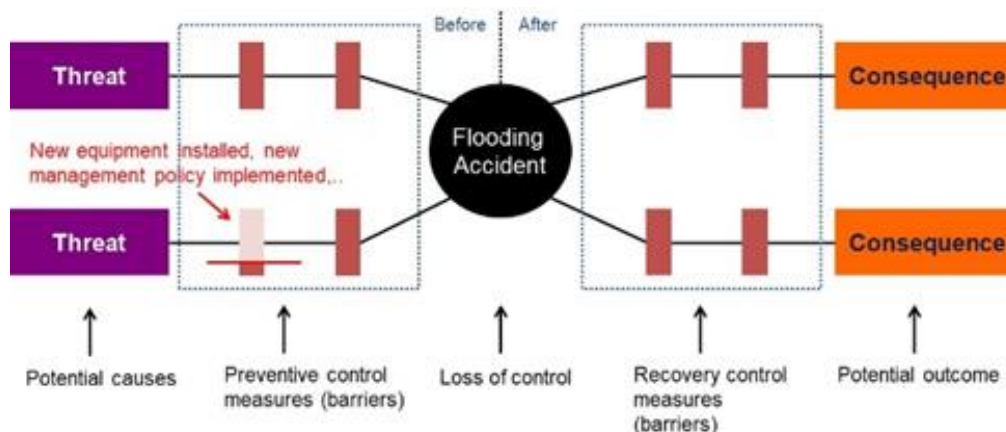 Before
After
Threat
Consequence
New equipment installed, new
management policy implemented,..
Flooding
Accident
Threat
Consequence
Potential causes
Preventive control
measures (barriers)
Loss of control
Recovery control
measures
(barriers)
Potential outcome